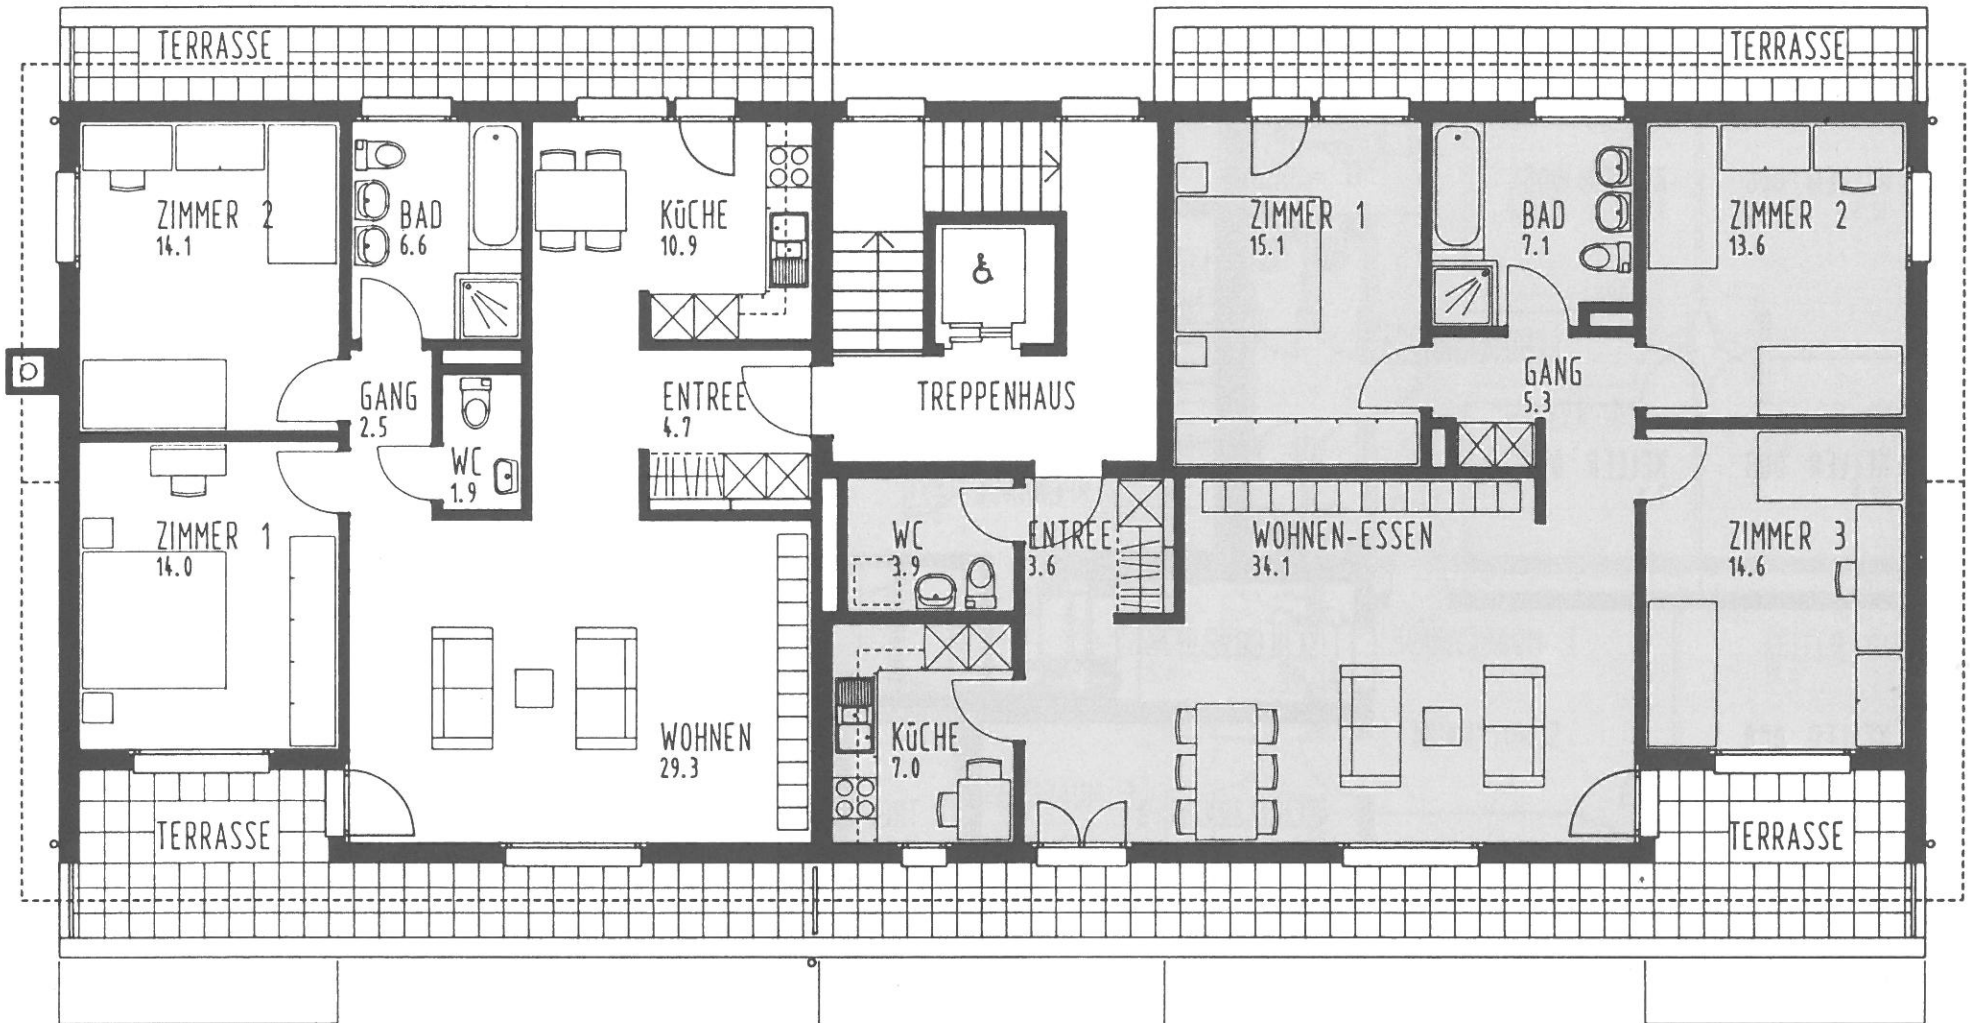 TERRASSE
TERRASSE
ZIMMER 2
14.1
BAD
6.6
KüCHE
10.9
ZIMMER 1
15.1
BAD
7.1
ZIMMER 2
13.6
GANG
2.5
ENTREE
4.7
TREPPENHAUS
GANG
5.3
WC
1.9
ZIMMER 1
14.0
WC
3.9
ENTREE
3.6
WOHNEN-ESSEN
34.1
ZIMMER 3
14.6
WOHNEN
29.3
KüCHE
7.0
TERRASSE
TERRASSE